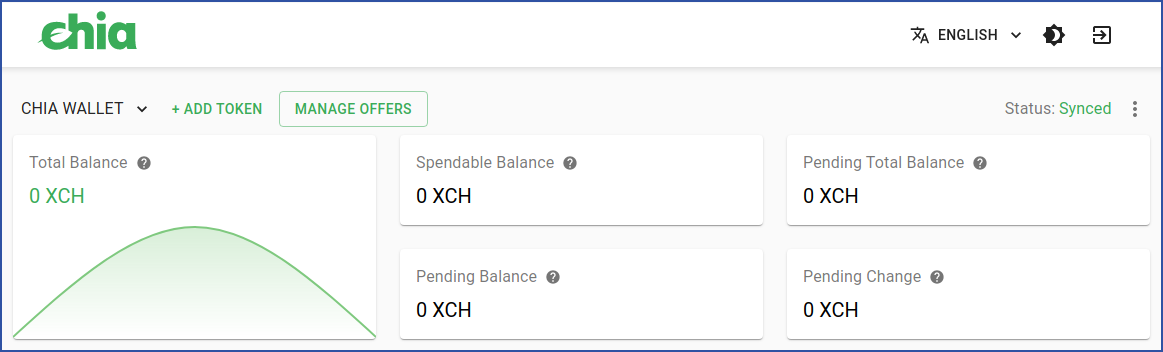 chia
ENGLISH
CHIA WALLET
+ ADD TOKEN
MANAGE OFFERS
Status: Synced
Total Balance
0 XCH
Spendable Balance
0 XCH
Pending Total Balance
0 XCH
Pending Balance
0 XCH
Pending Change
0 XCH